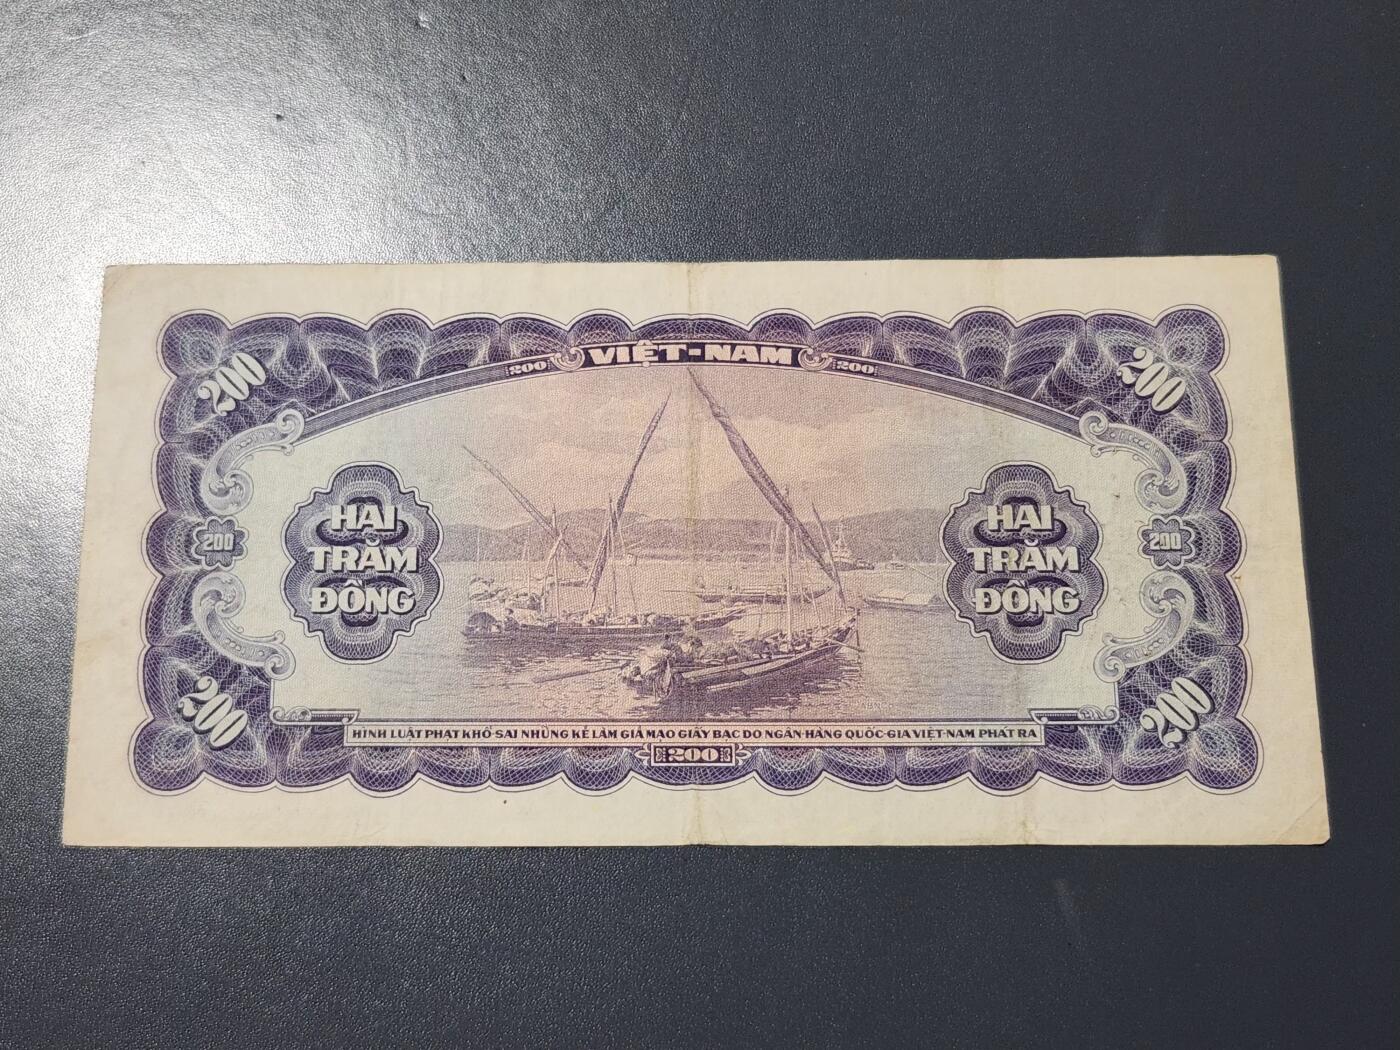 200
200 VIỆT-NAM 200
200
HAI
TRĂM
ĐỒNG
200
HAI
TRĂM
ĐỒNG
200
200
HÌNH LUẬT PHẠT KHỔ-SAI NHỮNG KẺ LÀM GIẢ MẠO GIẤY BẠC DO NGÂN-HÀNG QUỐC-GIA VIỆT-NAM PHÁT RA
200
200